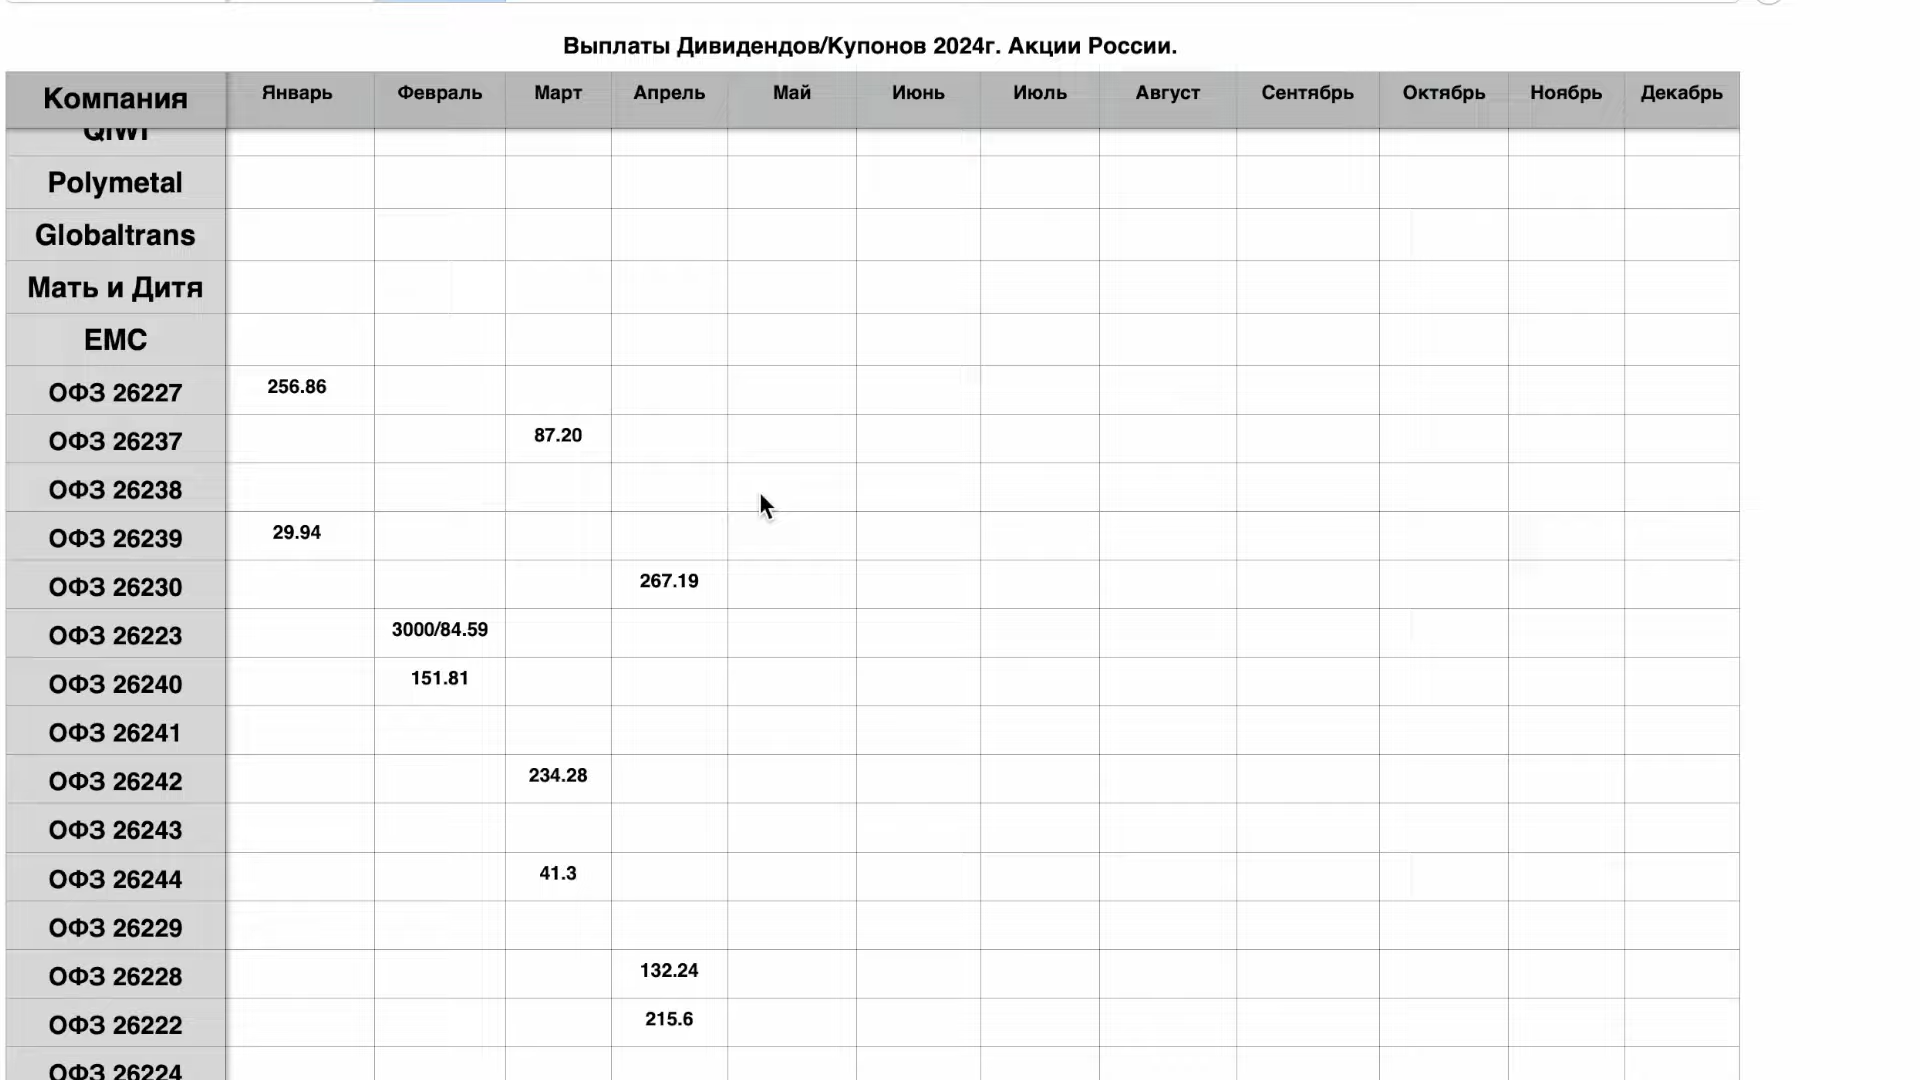 Выплаты Дивидендов/Купонов 2024г. Акции России.
Компания Январь Февраль Март Апрель Май Июнь Июль Август Сентябрь Октябрь Ноябрь Декабрь
QIWI
Polymetal
Globaltrans
Мать и Дитя
EMC
ОФЗ 26227 256.86
ОФЗ 26237 87.20
ОФЗ 26238
ОФЗ 26239 29.94
ОФЗ 26230 267.19
ОФЗ 26223 3000/84.59
ОФЗ 26240 151.81
ОФЗ 26241
ОФЗ 26242 234.28
ОФЗ 26243
ОФЗ 26244 41.3
ОФЗ 26229
ОФЗ 26228 132.24
ОФЗ 26222 215.6
ОФЗ 26224